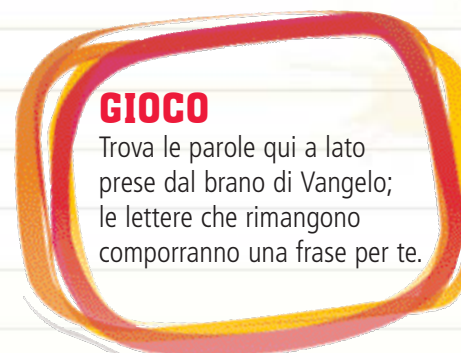 GIOCO
Trova le parole qui a lato
prese dal brano di Vangelo;
le lettere che rimangono
comporranno una frase per te.